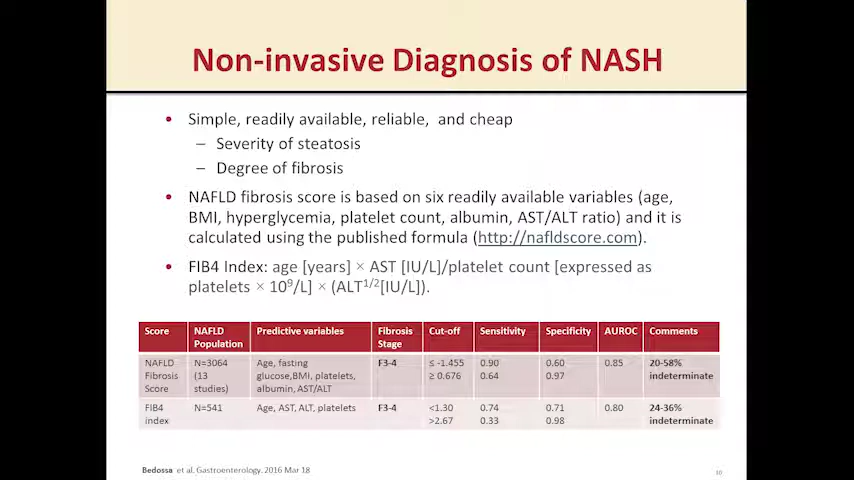 Non-invasive Diagnosis of NASH
• Simple, readily available, reliable, and cheap
– Severity of steatosis
– Degree of fibrosis
• NAFLD fibrosis score is based on six readily available variables (age,
BMI, hyperglycemia, platelet count, albumin, AST/ALT ratio) and it is
calculated using the published formula (http://nafldscore.com).
• FIB4 Index: age [years] × AST [IU/L]/platelet count [expressed as
platelets × 10⁹/L] × (ALT¹ᐟ²[IU/L]).
Score NAFLD Population Predictive variables Fibrosis Stage Cut-off Sensitivity Specificity AUROC Comments
NAFLD Fibrosis Score N=3064 (13 studies) Age, fasting glucose,BMI, platelets, albumin, AST/ALT F3-4 ≤ -1.455 ≥ 0.676 0.90 0.64 0.60 0.97 0.85 20-58% indeterminate
FIB4 index N=541 Age, AST, ALT, platelets F3-4 <1.30 >2.67 0.74 0.33 0.71 0.98 0.80 24-36% indeterminate
Bedossa et al, Gastroenterology, 2016 Mar 18
10